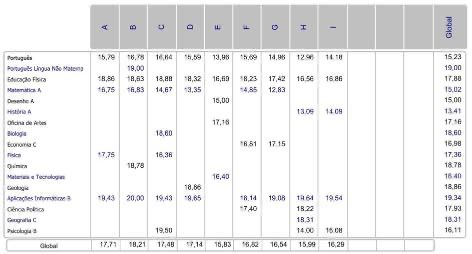 A B C D E F G H I Global
Português 15,79 16,78 16,64 15,59 13,96 15,69 14,96 12,96 14,18 15,23
Português Língua Não Materna 19,00 19,00
Educação Física 18,86 18,63 18,88 18,32 16,69 18,23 17,42 16,56 16,86 17,88
Matemática A 16,75 16,83 14,67 13,35 14,85 12,83 15,02
Desenho A 15,00 15,00
História A 13,09 14,09 13,41
Oficina de Artes 17,16 17,16
Biologia 18,60 18,60
Economia C 16,81 17,15 16,98
Física 17,75 16,36 17,36
Química 18,78 18,78
Materiais e Tecnologias 16,40 16,40
Geologia 18,86 18,86
Aplicações Informáticas B 19,43 20,00 19,43 19,65 18,14 19,08 19,64 19,54 19,34
Ciência Política 17,40 18,22 17,93
Geografia C 18,31 18,31
Psicologia B 19,50 14,00 15,08 16,11
Global 17,71 18,21 17,48 17,14 15,83 16,82 16,54 15,99 16,29